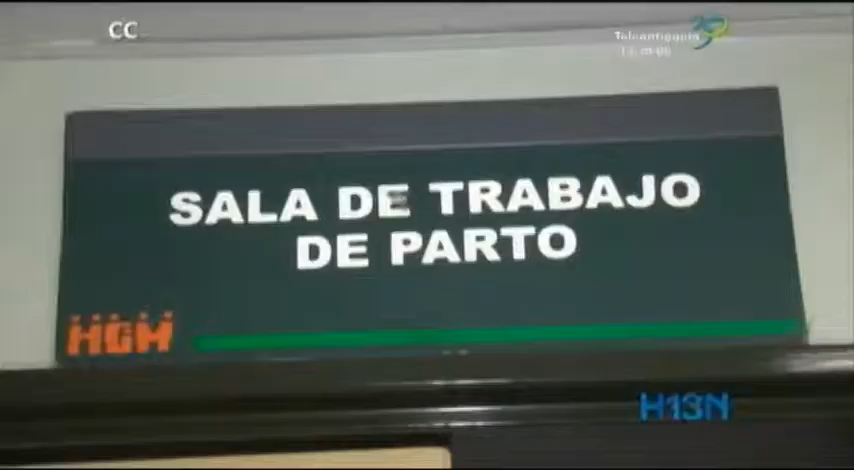 CC
Teleantioquia
SALA DE TRABAJO
DE PARTO
HGM
H13N